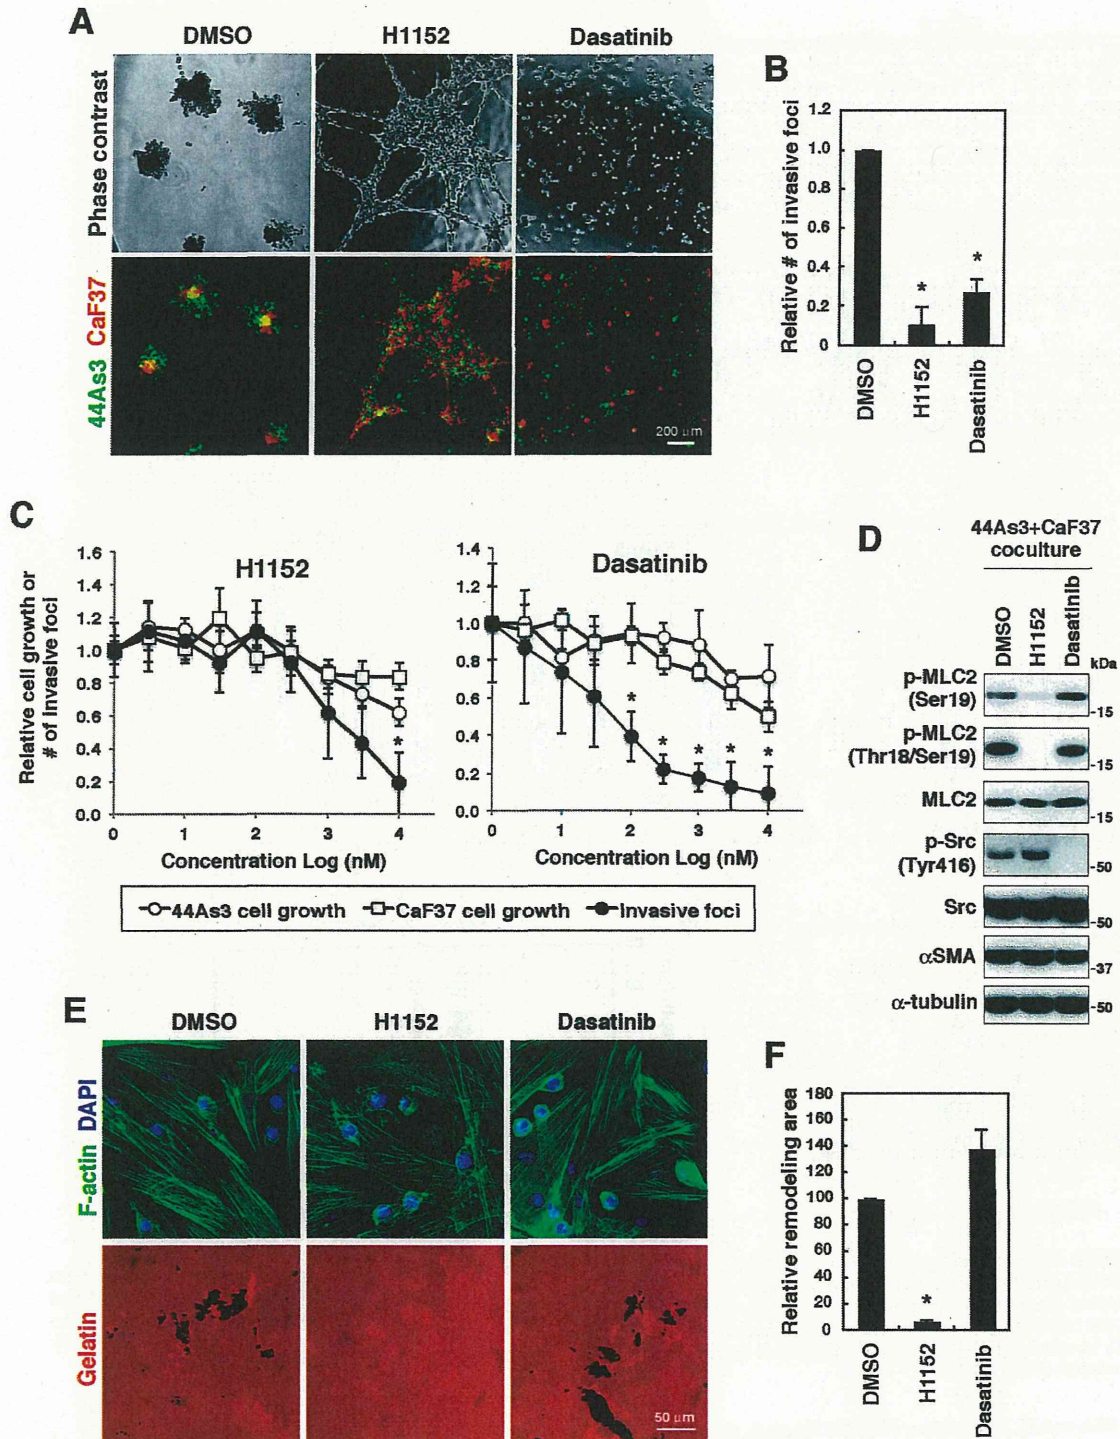 A
DMSO
H1152
Dasatinib
Phase contrast
44As3 CaF37
200 μm
B
Relative # of invasive foci
1.2
1.0
0.8
0.6
0.4
0.2
0
*
*
DMSO
H1152
Dasatinib
C
Relative cell growth or
# of invasive foci
H1152
1.6
1.4
1.2
1.0
0.8
0.6
0.4
0.2
0.0
*
0 1 2 3 4
Concentration Log (nM)
Dasatinib
1.4
1.2
1.0
0.8
0.6
0.4
0.2
0.0
* * * * *
0 1 2 3 4
Concentration Log (nM)
44As3 cell growth CaF37 cell growth Invasive foci
D
44As3+CaF37
coculture
DMSO
H1152
Dasatinib
kDa
p-MLC2
(Ser19)
-15
p-MLC2
(Thr18/Ser19)
-15
MLC2
-15
p-Src
(Tyr416)
-50
Src
-50
αSMA
-37
α-tubulin
-50
E
DMSO
H1152
Dasatinib
F-actin DAPI
Gelatin
50 μm
F
Relative remodeling area
180
160
140
120
100
80
60
40
20
0
*
DMSO
H1152
Dasatinib